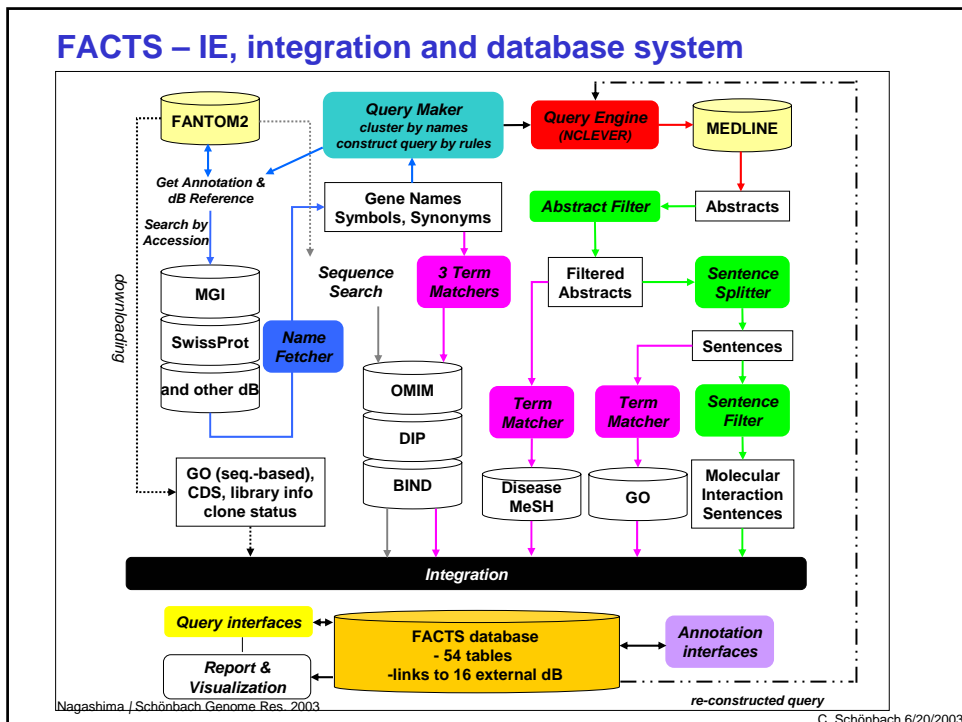 FACTS – IE, integration and database system
FANTOM2
Query Maker
cluster by names
construct query by rules
Query Engine
(NCLEVER)
MEDLINE
Get Annotation &
dB Reference
Gene Names
Symbols, Synonyms
Abstract Filter
Abstracts
Search by
Accession
downloading
MGI
SwissProt
and other dB
Name
Fetcher
Sequence
Search
3 Term
Matchers
Filtered
Abstracts
Sentence
Splitter
Sentences
OMIM
DIP
BIND
Term
Matcher
Term
Matcher
Sentence
Filter
GO (seq.-based),
CDS, library info
clone status
Disease
MeSH
GO
Molecular
Interaction
Sentences
Integration
Query interfaces
Report &
Visualization
FACTS database
- 54 tables
-links to 16 external dB
Annotation
interfaces
re-constructed query
Nagashima / Schönbach Genome Res. 2003
C. Schönbach 6/20/2003